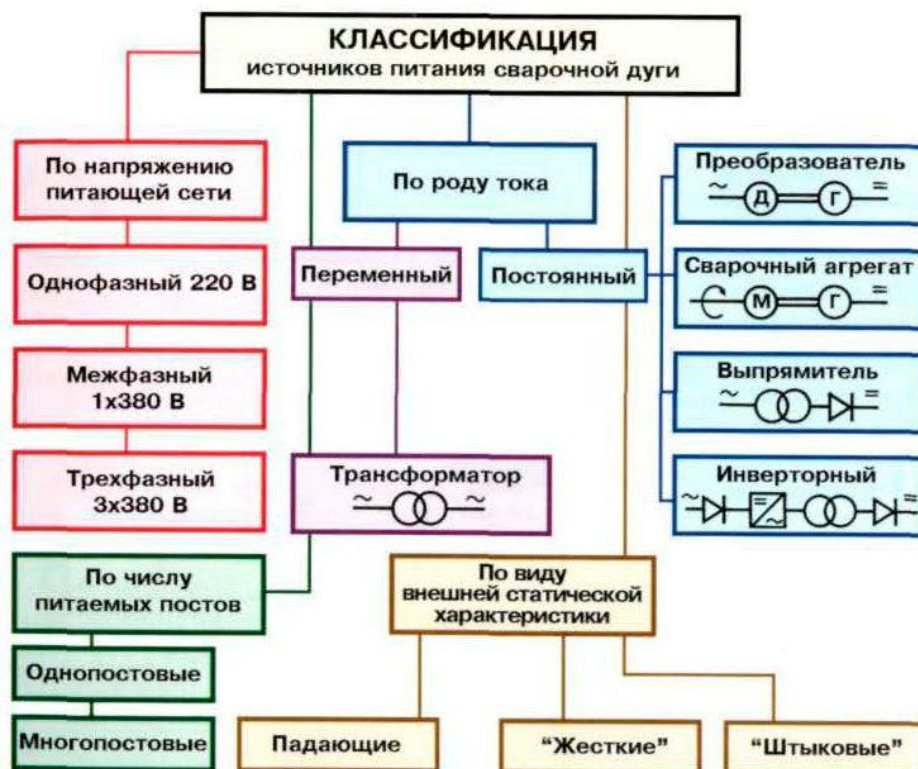 КЛАССИФИКАЦИЯ
источников питания сварочной дуги
По напряжению
питающей сети
Однофазный 220 В
Межфазный
1х380 В
Трехфазный
3х380 В
По роду тока
Переменный
Постоянный
Трансформатор
~ ~
Преобразователь
~ Д Г =
Сварочный агрегат
М Г =
Выпрямитель
~ =
Инверторный
~ = ~ =
По числу
питаемых постов
Однопостовые
Многопостовые
По виду
внешней статической
характеристики
Падающие
“Жесткие”
“Штыковые”